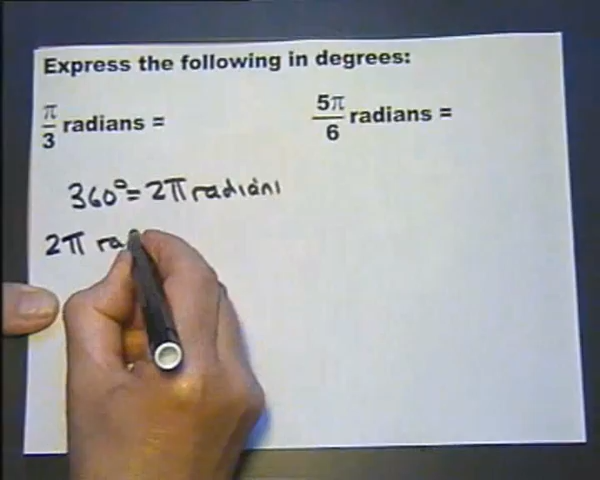 Express the following in degrees:
π/3 radians =
5π/6 radians =
360° = 2π radians
2π ra